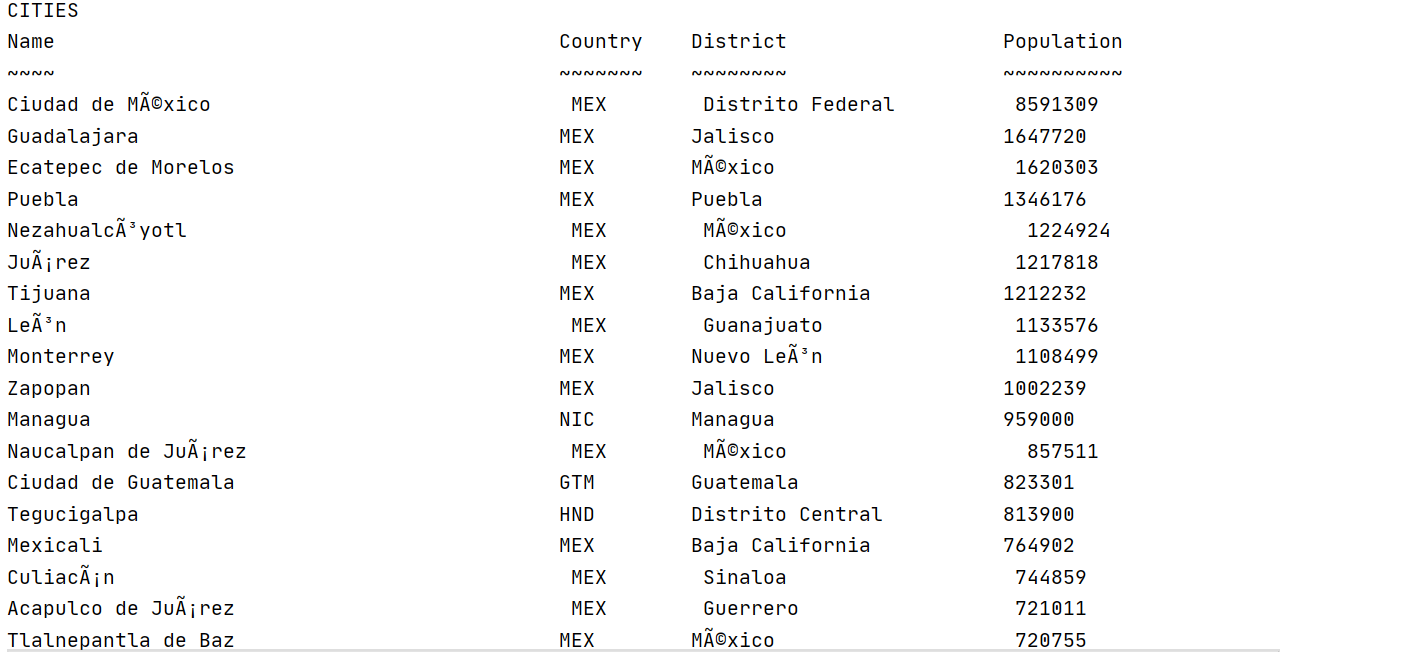 CITIES
Name Country District Population
~~~~ ~~~~~~~ ~~~~~~~~ ~~~~~~~~~~
Ciudad de MÃ©xico MEX Distrito Federal 8591309
Guadalajara MEX Jalisco 1647720
Ecatepec de Morelos MEX MÃ©xico 1620303
Puebla MEX Puebla 1346176
NezahualcÃ³yotl MEX MÃ©xico 1224924
JuÃ¡rez MEX Chihuahua 1217818
Tijuana MEX Baja California 1212232
LeÃ³n MEX Guanajuato 1133576
Monterrey MEX Nuevo LeÃ³n 1108499
Zapopan MEX Jalisco 1002239
Managua NIC Managua 959000
Naucalpan de JuÃ¡rez MEX MÃ©xico 857511
Ciudad de Guatemala GTM Guatemala 823301
Tegucigalpa HND Distrito Central 813900
Mexicali MEX Baja California 764902
CuliacÃ¡n MEX Sinaloa 744859
Acapulco de JuÃ¡rez MEX Guerrero 721011
Tlalnepantla de Baz MEX MÃ©xico 720755